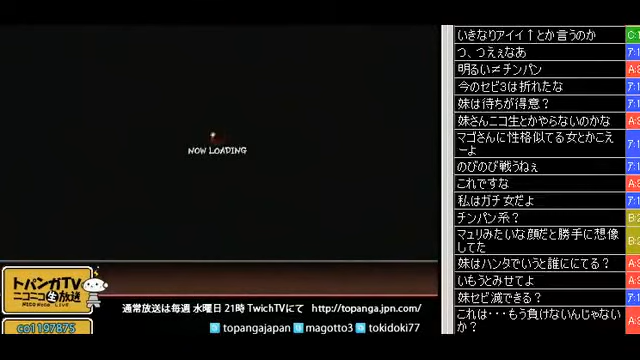 NOW LOADING
トパンガTV
ニコニコ生放送
NICO NICO LIVE
co1197875
通常放送は毎週 水曜日 21時 TwichTVにて http://topanga.jpn.com/
topangajapan magotto3 tokidoki77
いきなりアイイ↑とか言うのか
つ、つえぇなあ
明るい≠チンパン
今のセビ3は折れたな
妹は待ちが得意？
妹さんニコ生とかやらないのかな
マゴさんに性格似てる女とかこえ
ーよ
のびのび戦うねぇ
これですな
私はガチ女だよ
チンパン系？
マユリみたいな顔だと勝手に想像
してた
妹はハンタでいうと誰ににてる？
いもうとみせてよ
妹セビ滅できる？
これは・・・もう負けないんじゃない
か？